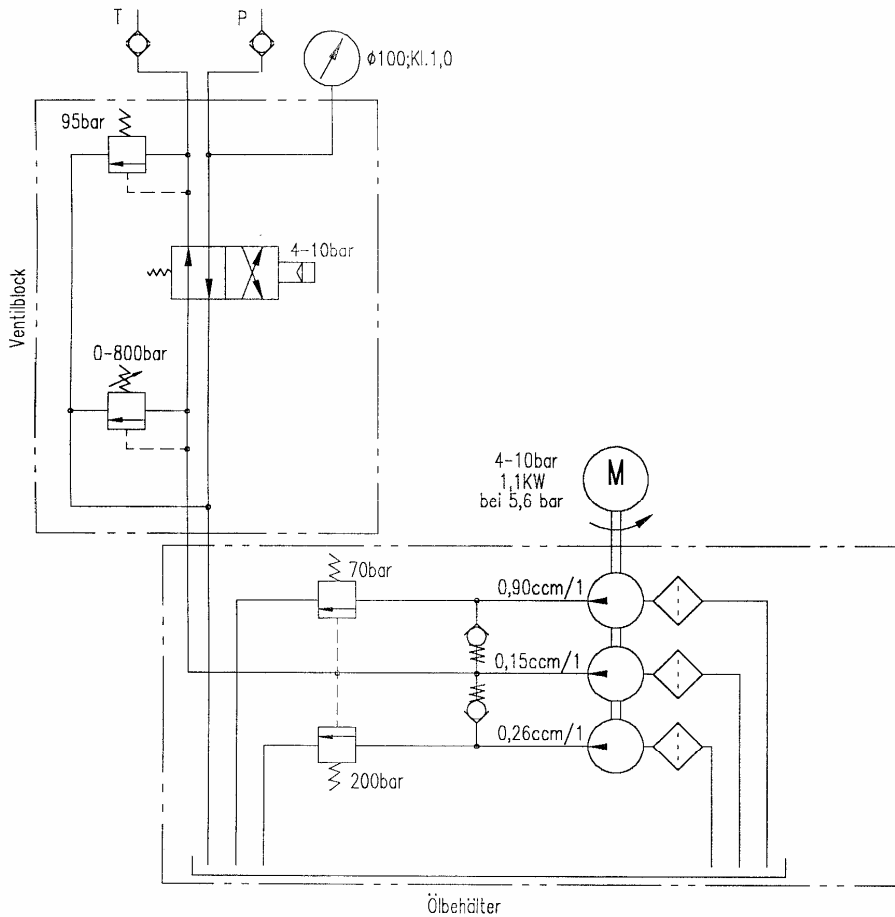 T
P
ϕ100;Kl.1,0
95bar
4-10bar
Ventilblock
0-800bar
4-10bar
1,1KW
bei 5,6 bar
M
70bar
0,90ccm/1
0,15ccm/1
0,26ccm/1
200bar
Ölbehälter